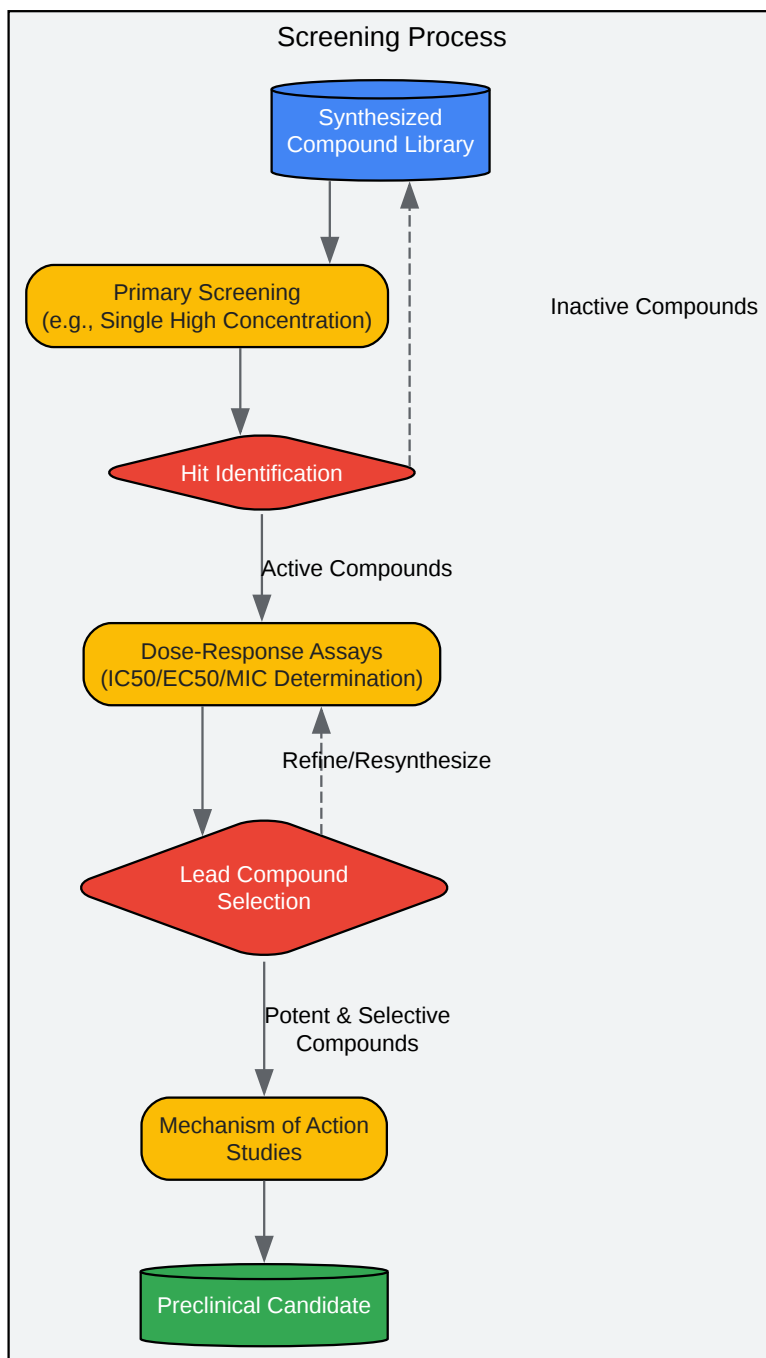 Screening Process
Synthesized
Compound Library
Primary Screening
(e.g., Single High Concentration)
Inactive Compounds
Hit Identification
Active Compounds
Dose-Response Assays
(IC50/EC50/MIC Determination)
Refine/Resynthesize
Lead Compound
Selection
Potent & Selective
Compounds
Mechanism of Action
Studies
Preclinical Candidate